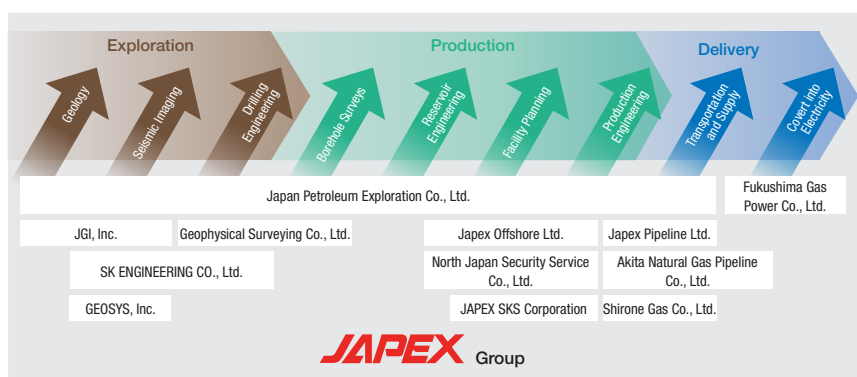 Exploration
Production
Delivery
Geology
Seismic Imaging
Drilling
Engineering
Borehole Surveys
Reservoir
Engineering
Facility Planning
Production
Engineering
Transportation
and Supply
Covert into
Electricity
Japan Petroleum Exploration Co., Ltd.
Fukushima Gas
Power Co., Ltd.
JGI, Inc.
Geophysical Surveying Co., Ltd.
Japex Offshore Ltd.
Japex Pipeline Ltd.
SK ENGINEERING CO., Ltd.
North Japan Security Service
Co., Ltd.
Akita Natural Gas Pipeline
Co., Ltd.
GEOSYS, Inc.
JAPEX SKS Corporation
Shirone Gas Co., Ltd.
JAPEX Group